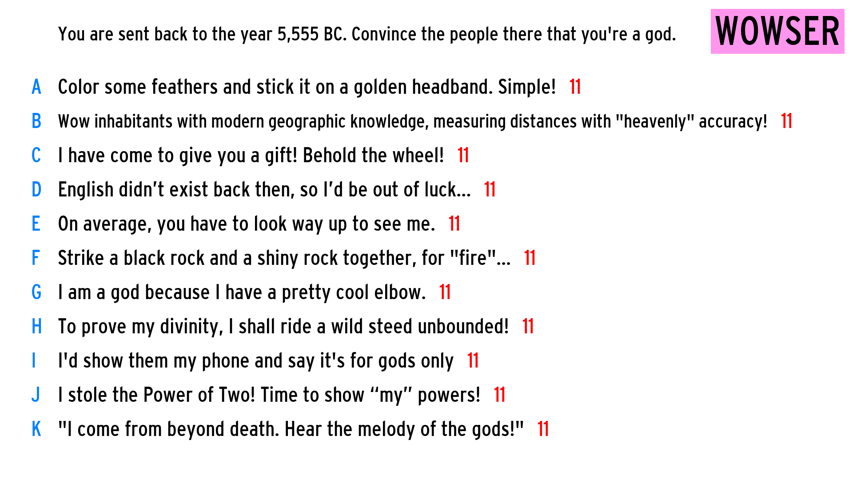 You are sent back to the year 5,555 BC. Convince the people there that you're a god.
WOWSER
A Color some feathers and stick it on a golden headband. Simple! 11
B Wow inhabitants with modern geographic knowledge, measuring distances with "heavenly" accuracy! 11
C I have come to give you a gift! Behold the wheel! 11
D English didn’t exist back then, so I’d be out of luck... 11
E On average, you have to look way up to see me. 11
F Strike a black rock and a shiny rock together, for "fire"... 11
G I am a god because I have a pretty cool elbow. 11
H To prove my divinity, I shall ride a wild steed unbounded! 11
I I'd show them my phone and say it's for gods only 11
J I stole the Power of Two! Time to show “my” powers! 11
K "I come from beyond death. Hear the melody of the gods!" 11